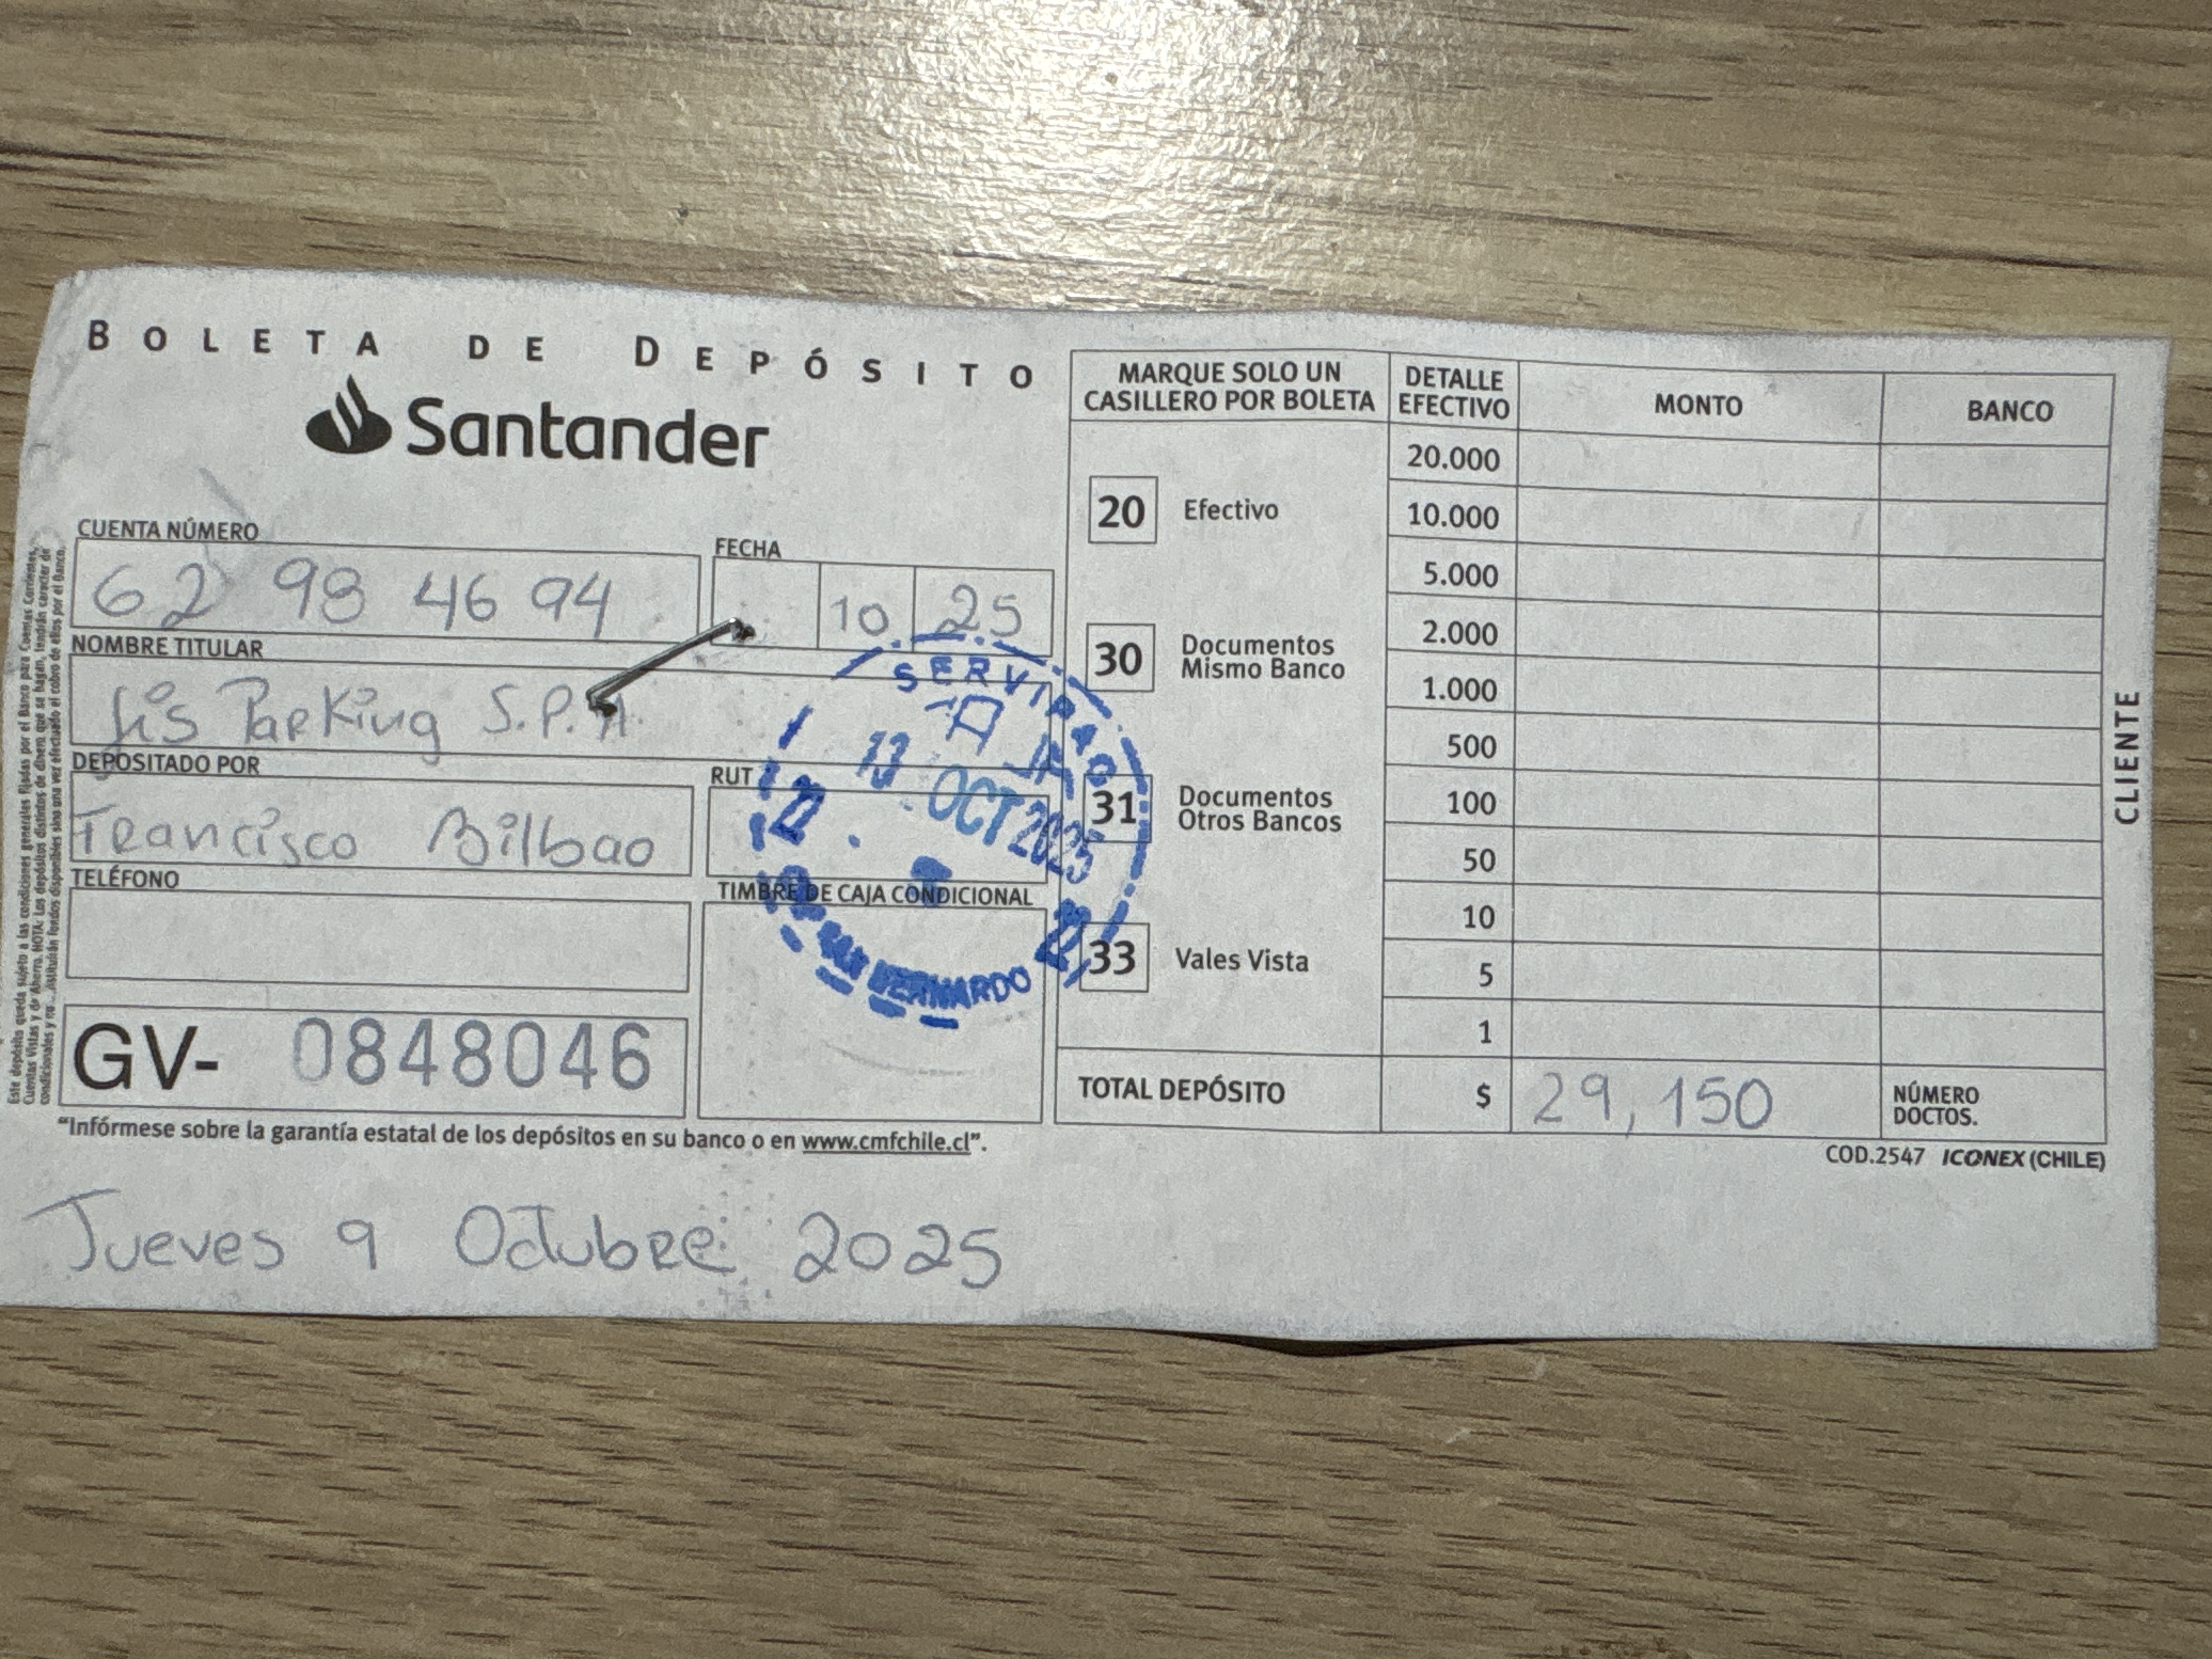 BOLETA DE DEPÓSITO
Santander
CUENTA NÚMERO
62 98 46 94
FECHA
10 25
NOMBRE TITULAR
Jis Parking S.P.A.
DEPOSITADO POR
Francisco Bilbao
RUT
TELÉFONO
TIMBRE DE CAJA CONDICIONAL
GV- 0848046
SERVIPAG
13 OCT 2025
22
22
SAN BERNARDO
"Infórmese sobre la garantía estatal de los depósitos en su banco o en www.cmfchile.cl".
Jueves 9 Octubre 2025
MARQUE SOLO UN
CASILLERO POR BOLETA
20 Efectivo
30 Documentos
Mismo Banco
31 Documentos
Otros Bancos
33 Vales Vista
DETALLE
EFECTIVO
MONTO
BANCO
20.000
10.000
5.000
2.000
1.000
500
100
50
10
5
1
TOTAL DEPÓSITO $ 29,150
NÚMERO
DOCTOS.
COD.2547 ICONEX (CHILE)
CLIENTE